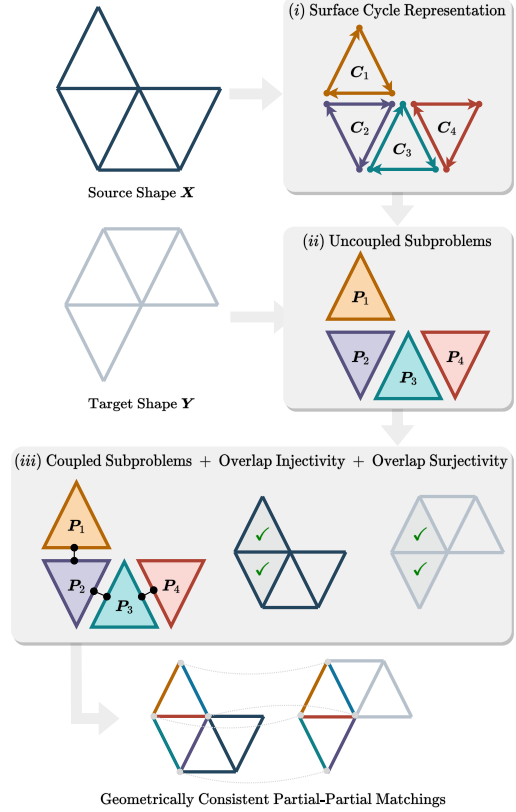 (i) Surface Cycle Representation
C1
C2
C3
C4
Source Shape X
(ii) Uncoupled Subproblems
P1
P2
P3
P4
Target Shape Y
(iii) Coupled Subproblems + Overlap Injectivity + Overlap Surjectivity
P1
P2
P3
P4
✓
✓
✓
✓
Geometrically Consistent Partial-Partial Matchings